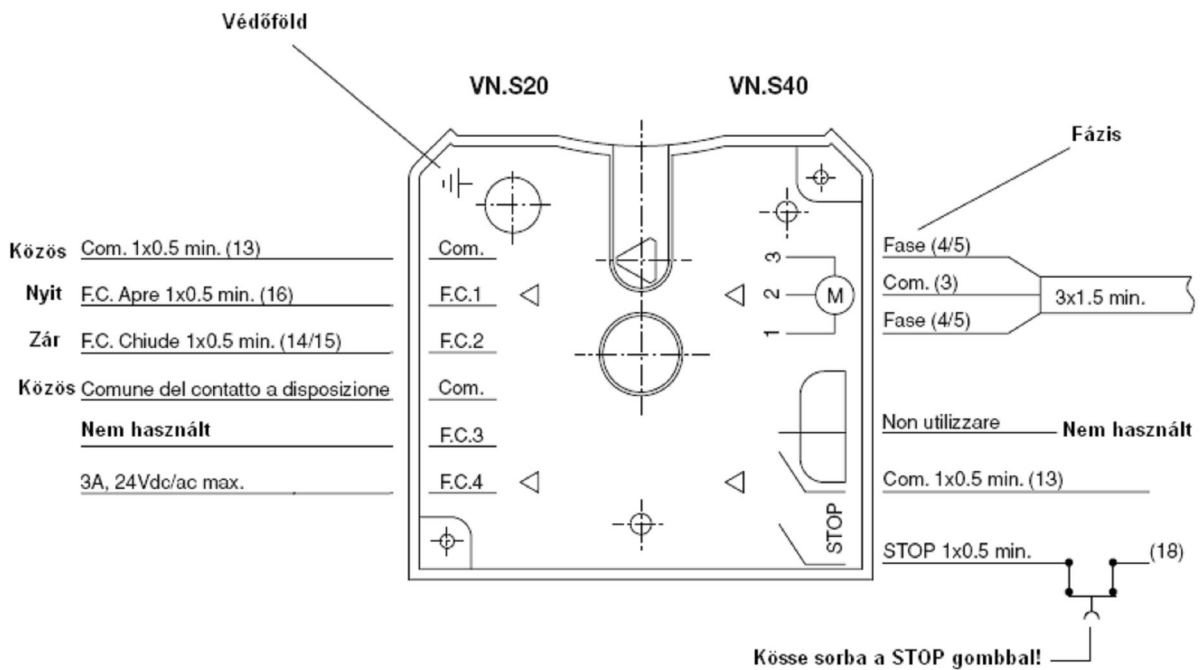 Védőföld
VN.S20
VN.S40
Fázis
Közös Com. 1x0.5 min. (13)
Com.
Nyit F.C. Apre 1x0.5 min. (16)
F.C.1
Zár F.C. Chiude 1x0.5 min. (14/15)
F.C.2
Közös Comune del contatto a disposizione
Com.
Nem használt
F.C.3
3A, 24Vdc/ac max.
F.C.4
3
2
1
M
Fase (4/5)
Com. (3)
Fase (4/5)
3x1.5 min.
Non utilizzare
Nem használt
Com. 1x0.5 min. (13)
STOP
STOP 1x0.5 min.
(18)
Kösse sorba a STOP gombbal!